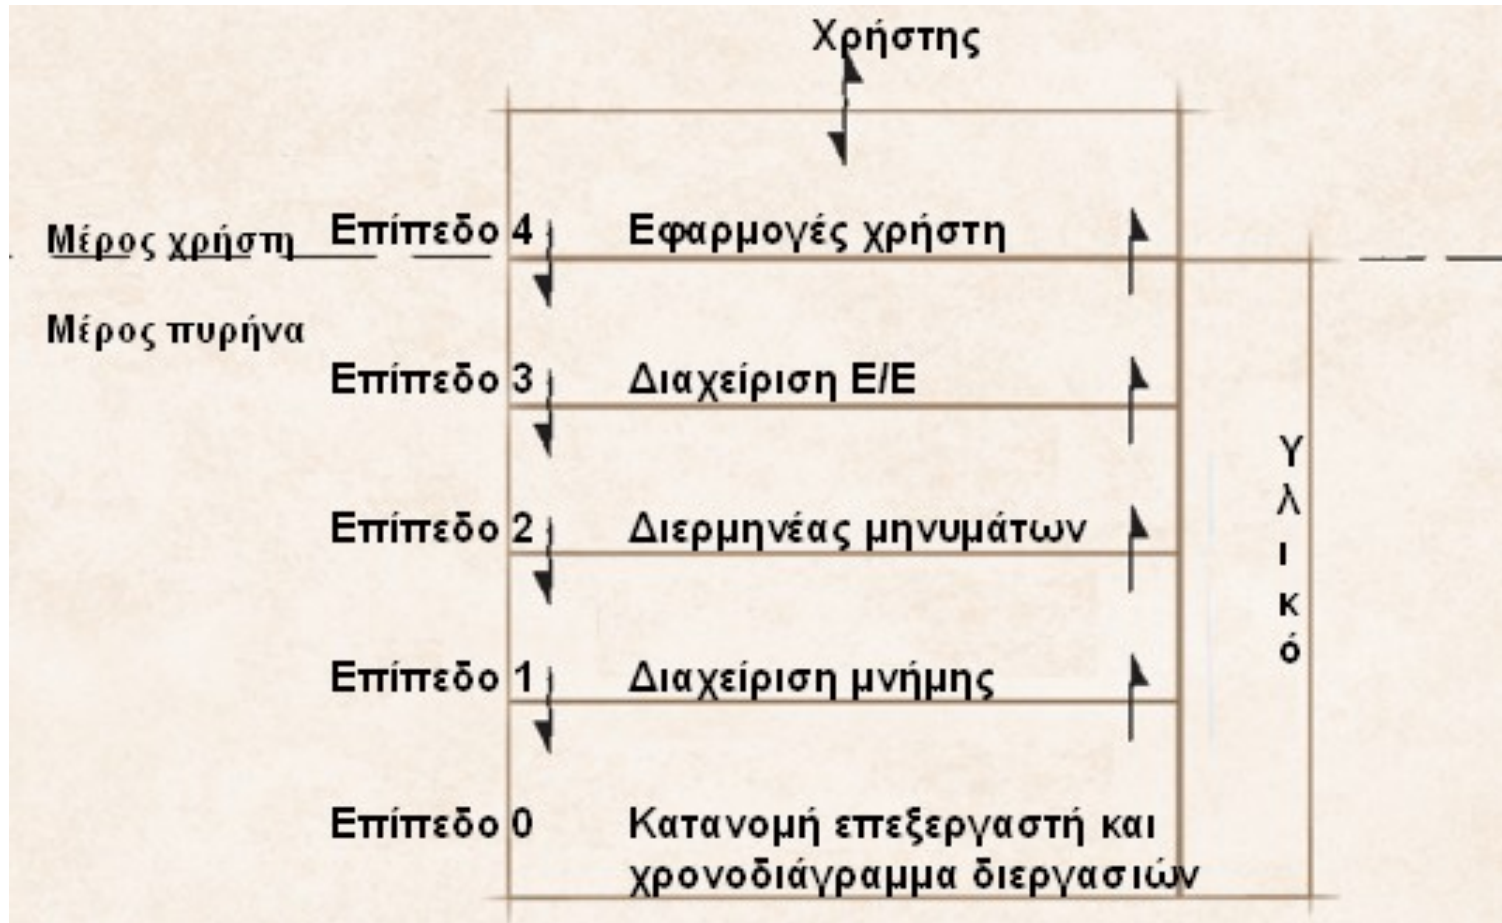 Χρήστης
Μέρος χρήστη Επίπεδο 4 Εφαρμογές χρήστη
Μέρος πυρήνα
Επίπεδο 3 Διαχείριση Ε/Ε
Επίπεδο 2 Διερμηνέας μηνυμάτων
Επίπεδο 1 Διαχείριση μνήμης
Επίπεδο 0 Κατανομή επεξεργαστή και
χρονοδιάγραμμα διεργασιών
Υλικό